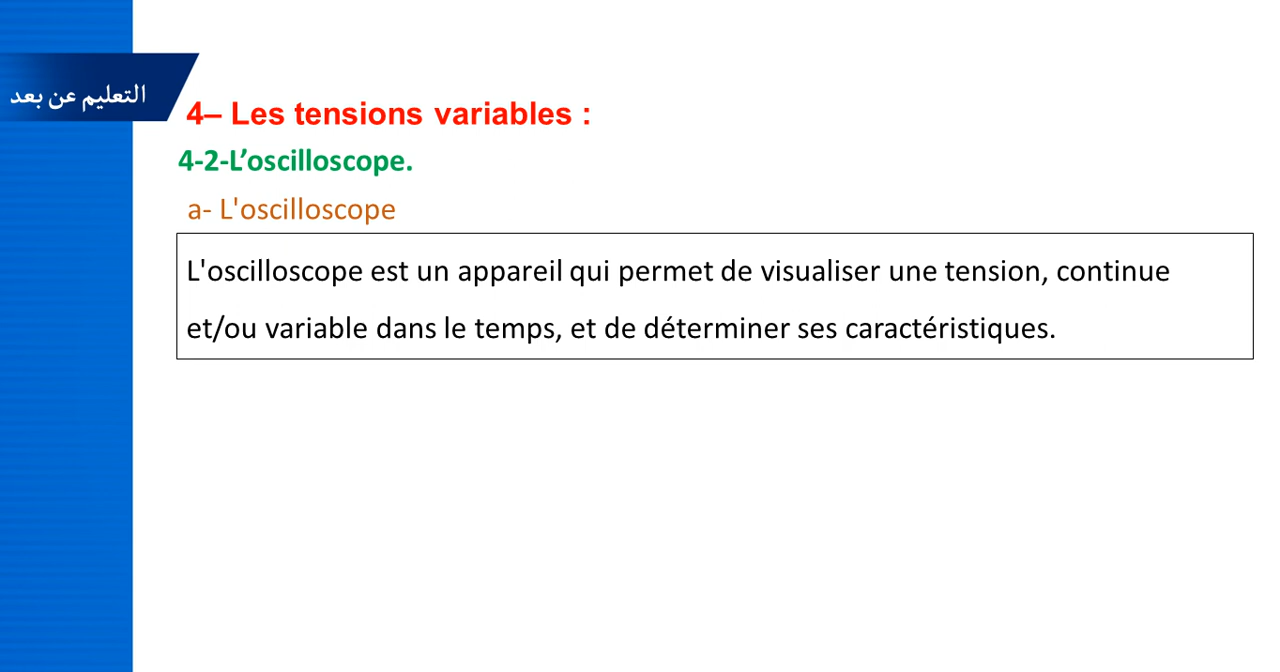 التعليم عن بعد
4– Les tensions variables :
4-2-L’oscilloscope.
a- L'oscilloscope
L'oscilloscope est un appareil qui permet de visualiser une tension, continue
et/ou variable dans le temps, et de déterminer ses caractéristiques.